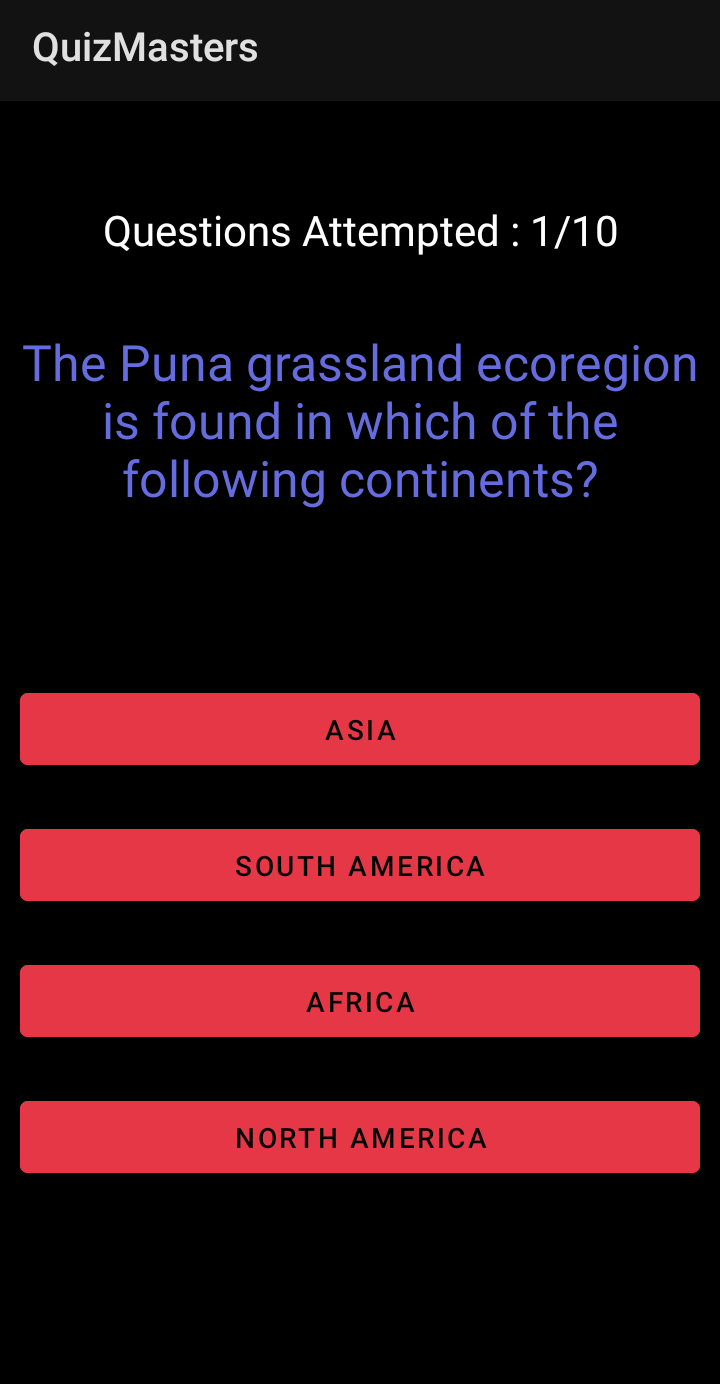 QuizMasters
Questions Attempted : 1/10
The Puna grassland ecoregion
is found in which of the
following continents?
ASIA
SOUTH AMERICA
AFRICA
NORTH AMERICA